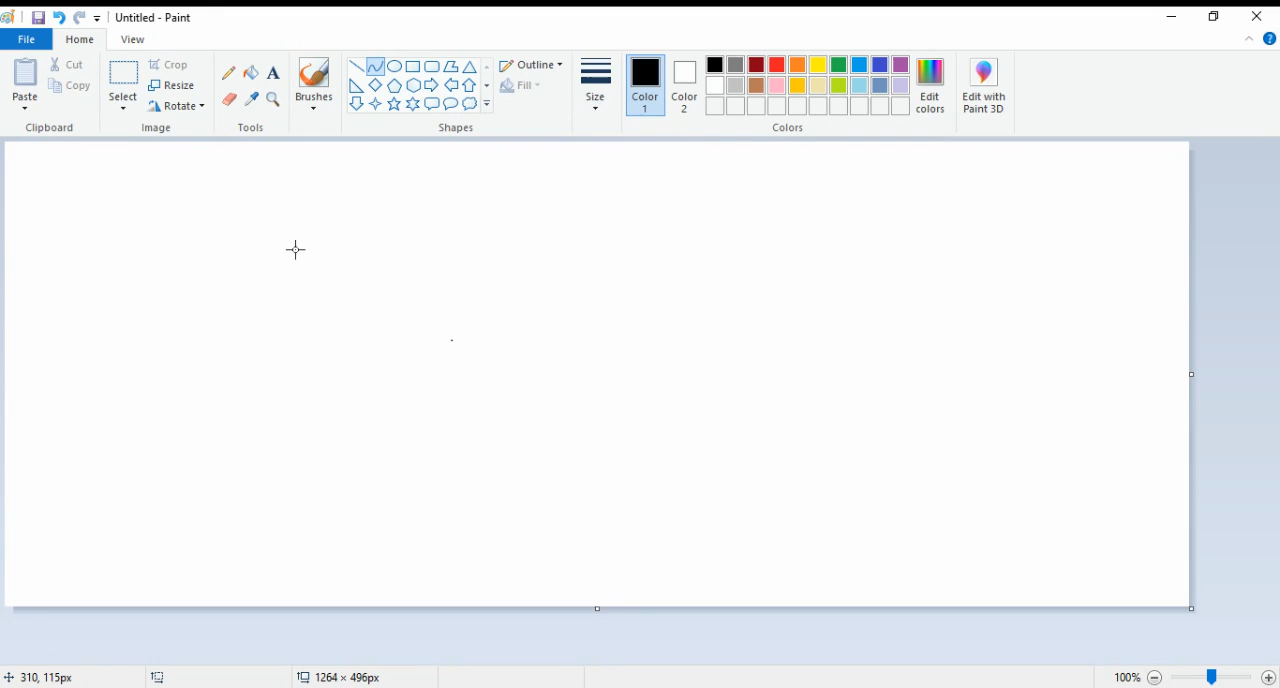 Untitled - Paint
File Home View
Paste
Cut
Copy
Clipboard
Select
Crop
Resize
Rotate
Image
A
Tools
Brushes
Shapes
Outline
Fill
Size
Color 1
Color 2
Colors
Edit colors
Edit with Paint 3D
?
310, 115px
1264 × 496px
100%